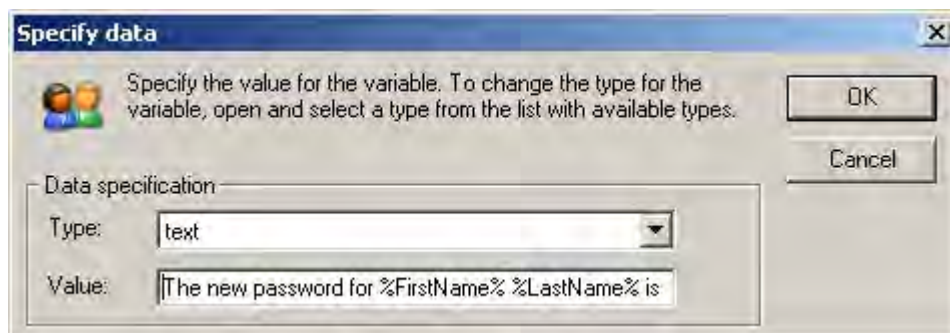 Specify data
Specify the value for the variable. To change the type for the
variable, open and select a type from the list with available types.
OK
Cancel
Data specification
Type:
text
Value:
The new password for %FirstName% %LastName% is